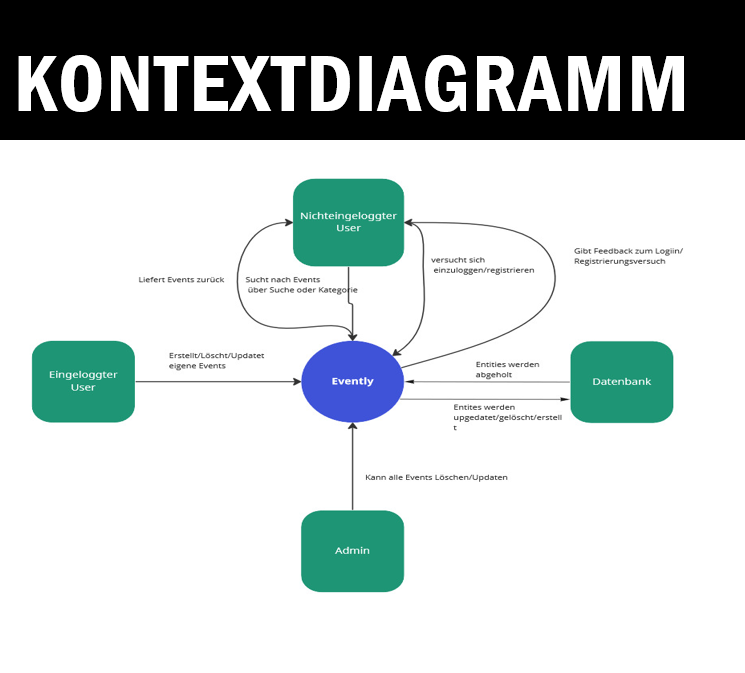 KONTEXTDIAGRAMM
Nichteingeloggter
User
Gibt Feedback zum Logiin/
Registrierungsversuch
versucht sich
einzuloggen/registrieren
Liefert Events zurück
Sucht nach Events
über Suche oder Kategorie
Erstellt/Löscht/Updatet
eigene Events
Eingeloggter
User
Evently
Entities werden
abgeholt
Datenbank
Entites werden
upgedatet/gelöscht/erstell
t
Kann alle Events Löschen/Updaten
Admin